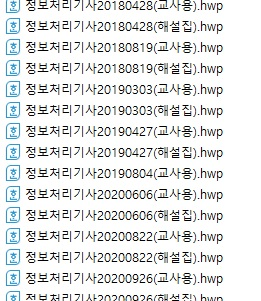 정보처리기사20180428(교사용).hwp
정보처리기사20180428(해설집).hwp
정보처리기사20180819(교사용).hwp
정보처리기사20180819(해설집).hwp
정보처리기사20190303(교사용).hwp
정보처리기사20190303(해설집).hwp
정보처리기사20190427(교사용).hwp
정보처리기사20190427(해설집).hwp
정보처리기사20190804(교사용).hwp
정보처리기사20200606(교사용).hwp
정보처리기사20200606(해설집).hwp
정보처리기사20200822(교사용).hwp
정보처리기사20200822(해설집).hwp
정보처리기사20200926(교사용).hwp
정보처리기사20200926(해설집).hwp